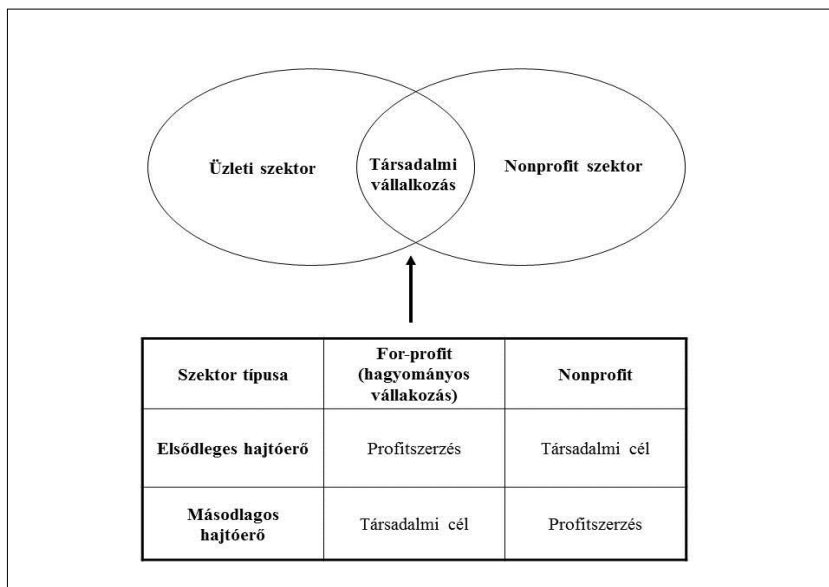 Üzleti szektor
Társadalmi
vállalkozás
Nonprofit szektor
Szektor típusa
For-profit
(hagyományos
vállakozás)
Nonprofit
Elsődleges hajtóerő
Profitszerzés
Társadalmi cél
Másodlagos
hajtóerő
Társadalmi cél
Profitszerzés